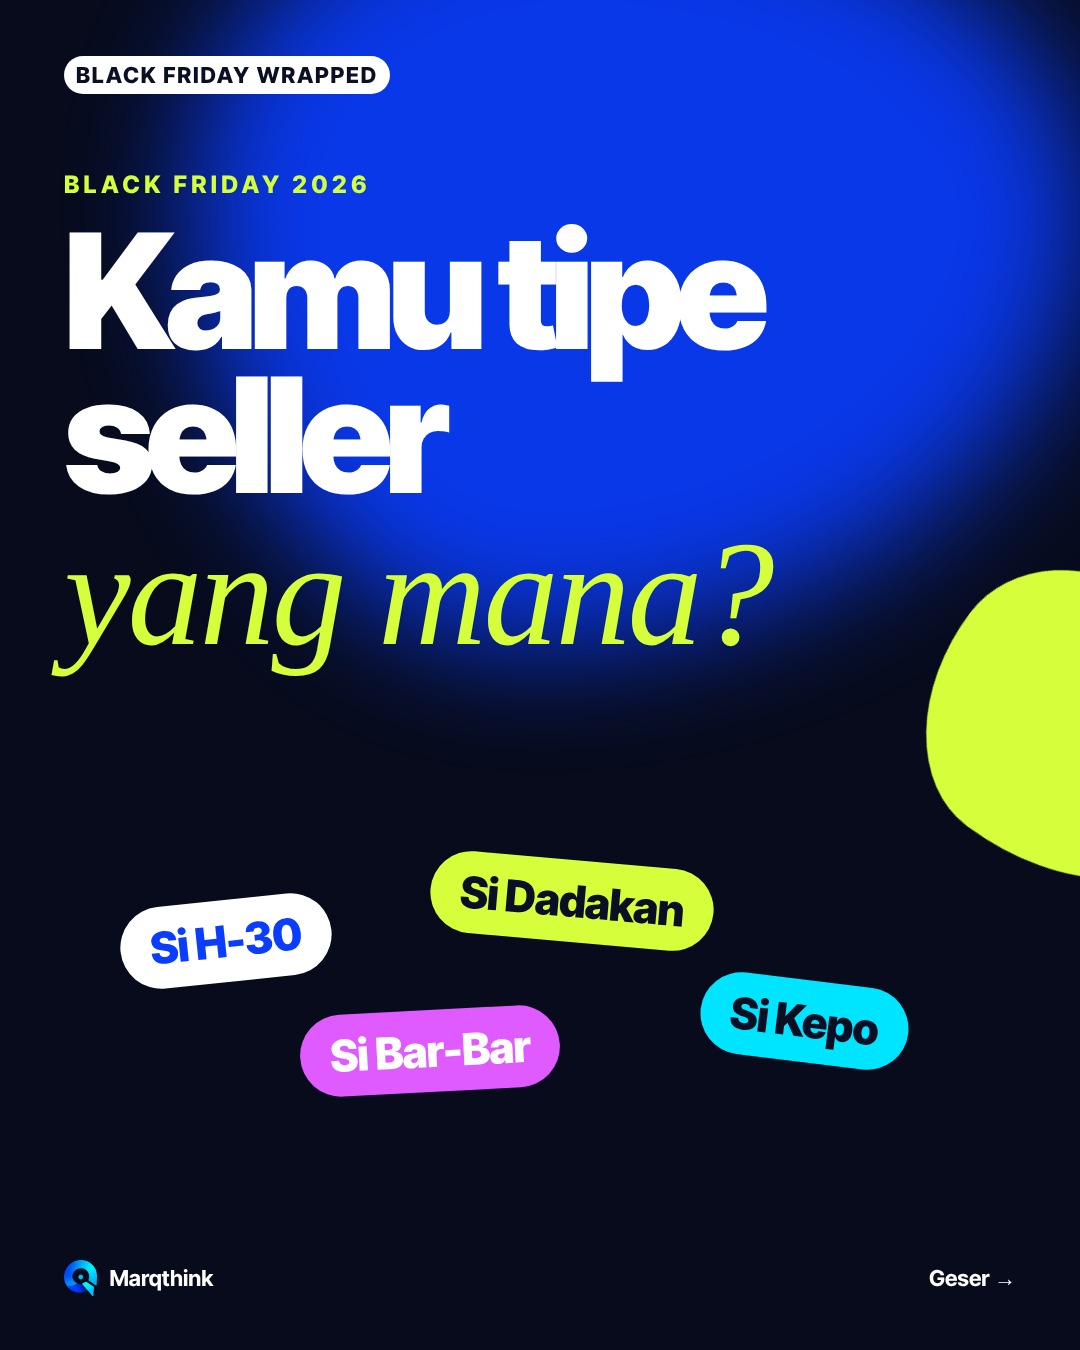 BLACK FRIDAY WRAPPED
BLACK FRIDAY 2026
Kamu tipe
seller
yang mana?
Si Dadakan
Si H-30
Si Kepo
Si Bar-Bar
Marqthink
Geser →